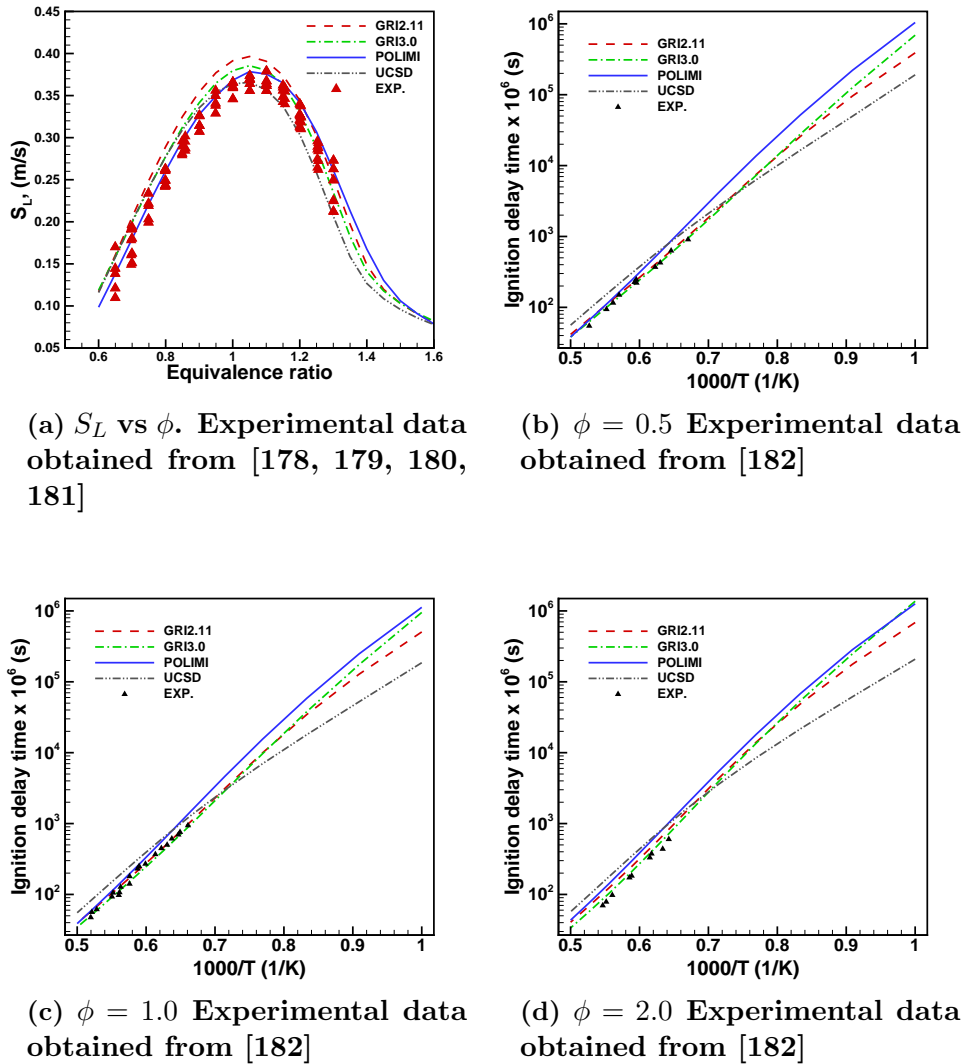 0.45
0.40
0.35
0.30
0.25
0.20
0.15
0.10
0.05
S_L, (m/s)
GRI2.11
GRI3.0
POLIMI
UCSD
EXP.
0.6 0.8 1 1.2 1.4 1.6
Equivalence ratio
(a) S_L vs ϕ. Experimental data
obtained from [178, 179, 180,
181]
10^6
10^5
10^4
10^3
10^2
Ignition delay time x 10^6 (s)
GRI2.11
GRI3.0
POLIMI
UCSD
EXP.
0.5 0.6 0.7 0.8 0.9 1
1000/T (1/K)
(b) ϕ = 0.5 Experimental data
obtained from [182]
10^6
10^5
10^4
10^3
10^2
Ignition delay time x 10^6 (s)
GRI2.11
GRI3.0
POLIMI
UCSD
EXP.
0.5 0.6 0.7 0.8 0.9 1
1000/T (1/K)
(c) ϕ = 1.0 Experimental data
obtained from [182]
10^6
10^5
10^4
10^3
10^2
Ignition delay time x 10^6 (s)
GRI2.11
GRI3.0
POLIMI
UCSD
EXP.
0.5 0.6 0.7 0.8 0.9 1
1000/T (1/K)
(d) ϕ = 2.0 Experimental data
obtained from [182]